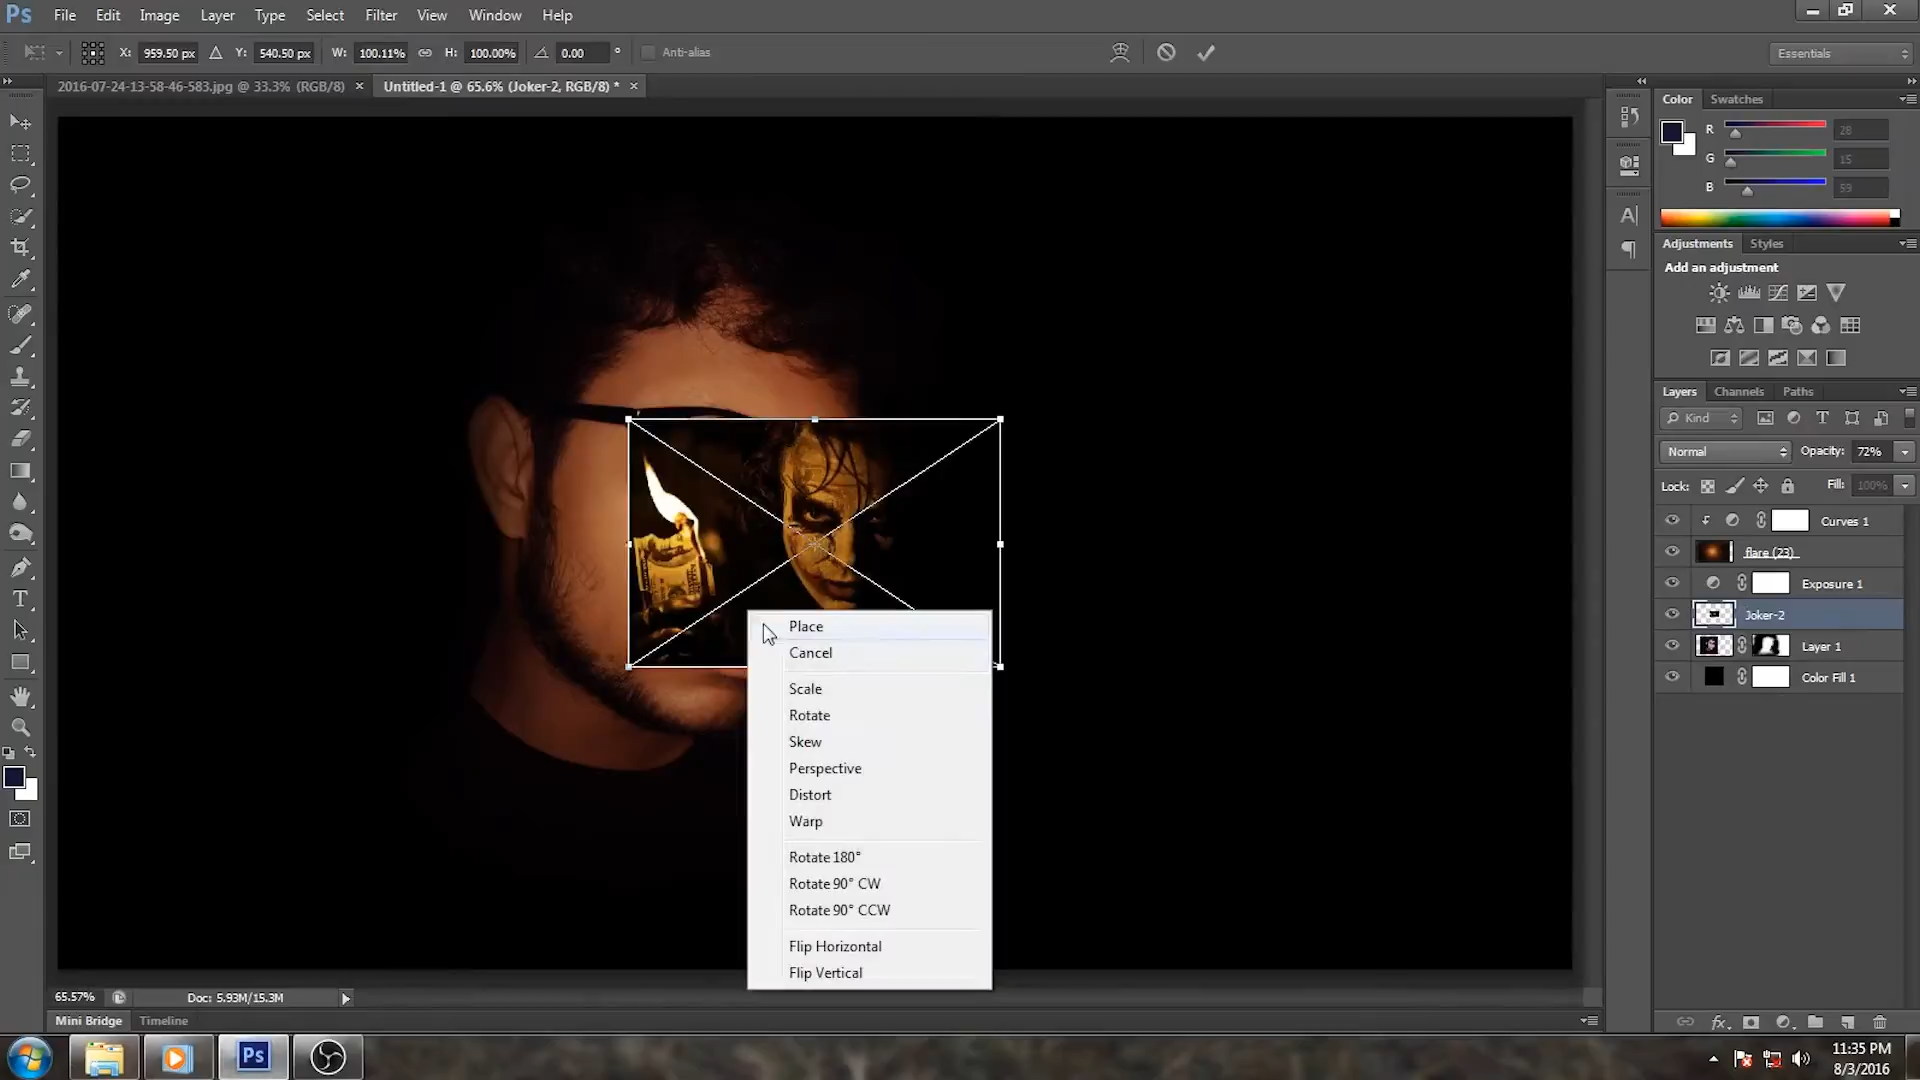 Ps File Edit Image Layer Type Select Filter View Window Help
X: 959.50 px Y: 540.50 px W: 100.11% H: 100.00% 0.00 ° Anti-alias Essentials
2016-07-24-13-58-46-583.jpg @ 33.3% (RGB/8) × Untitled-1 @ 65.6% (Joker-2, RGB/8) * ×
Color Swatches
R 28
G 15
B 59
Adjustments Styles
Add an adjustment
Layers Channels Paths
Kind
Normal Opacity: 72%
Lock: Fill: 100%
Curves 1
flare (23)
Exposure 1
Joker-2
Layer 1
Color Fill 1
Place
Cancel
Scale
Rotate
Skew
Perspective
Distort
Warp
Rotate 180°
Rotate 90° CW
Rotate 90° CCW
Flip Horizontal
Flip Vertical
65.57% Doc: 5.93M/15.3M
Mini Bridge Timeline
Ps
11:35 PM
8/3/2016